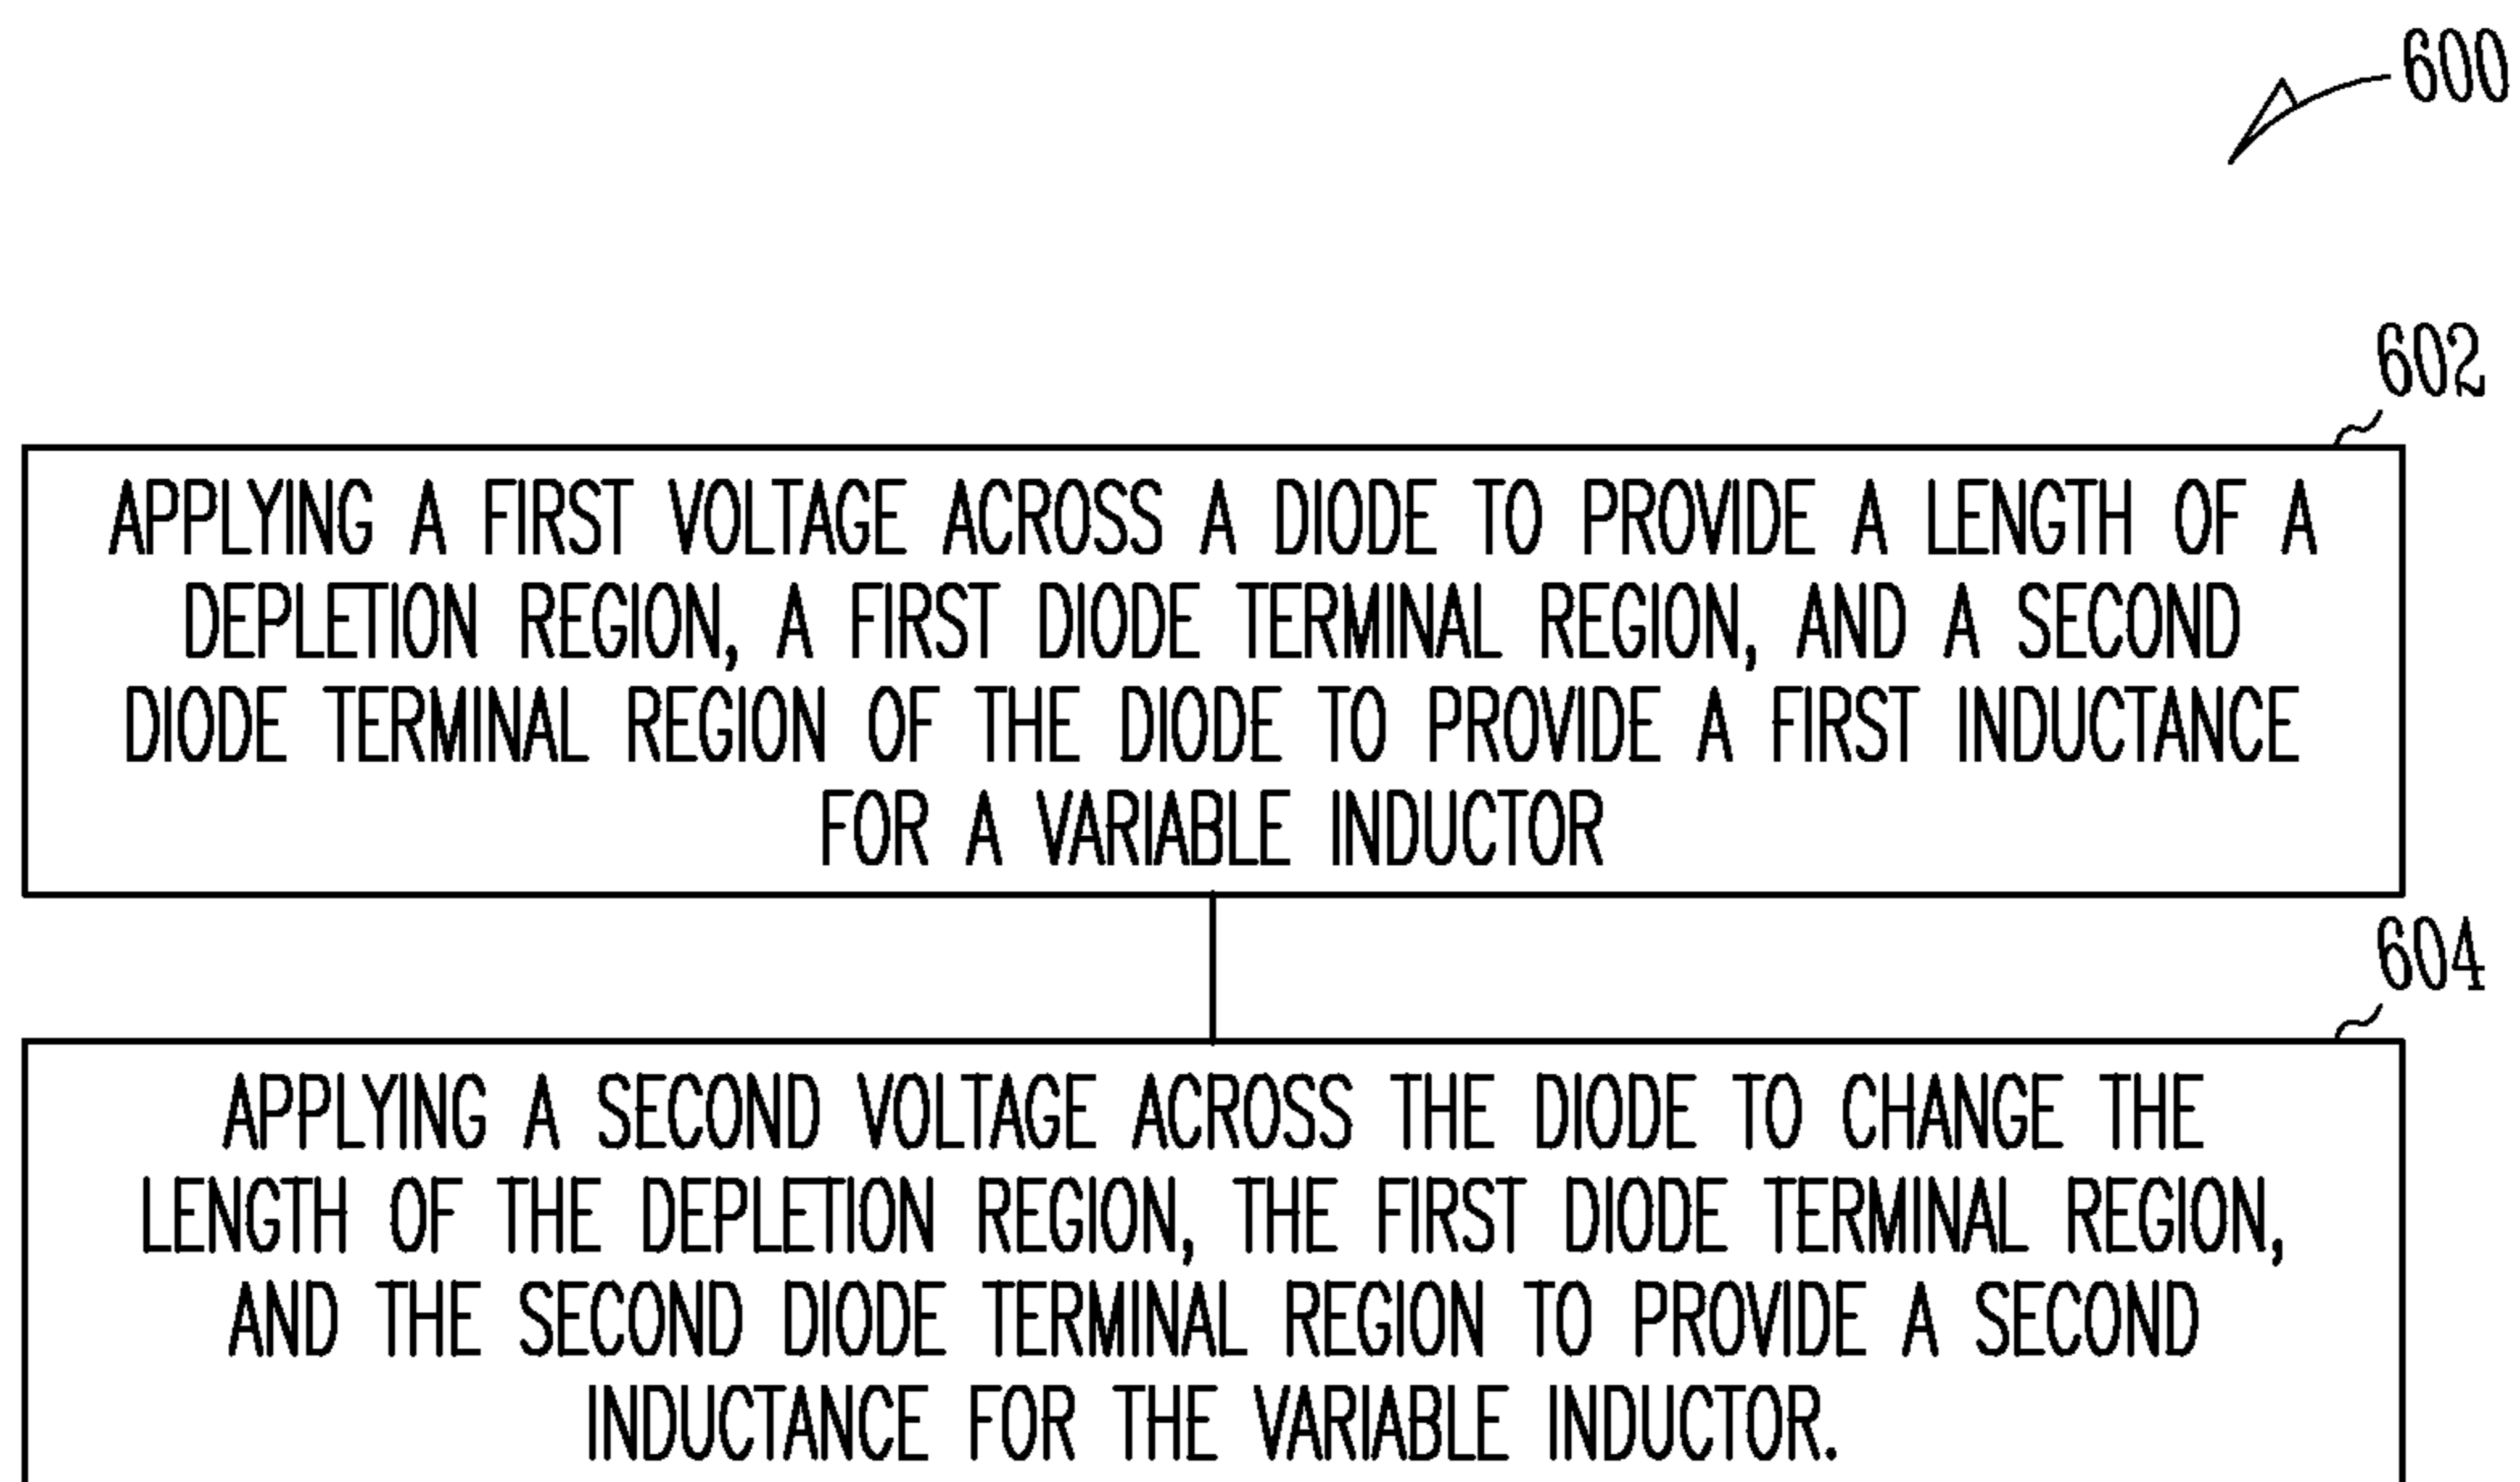 600
602
APPLYING A FIRST VOLTAGE ACROSS A DIODE TO PROVIDE A LENGTH OF A
DEPLETION REGION, A FIRST DIODE TERMINAL REGION, AND A SECOND
DIODE TERMINAL REGION OF THE DIODE TO PROVIDE A FIRST INDUCTANCE
FOR A VARIABLE INDUCTOR
604
APPLYING A SECOND VOLTAGE ACROSS THE DIODE TO CHANGE THE
LENGTH OF THE DEPLETION REGION, THE FIRST DIODE TERMINAL REGION,
AND THE SECOND DIODE TERMINAL REGION TO PROVIDE A SECOND
INDUCTANCE FOR THE VARIABLE INDUCTOR.